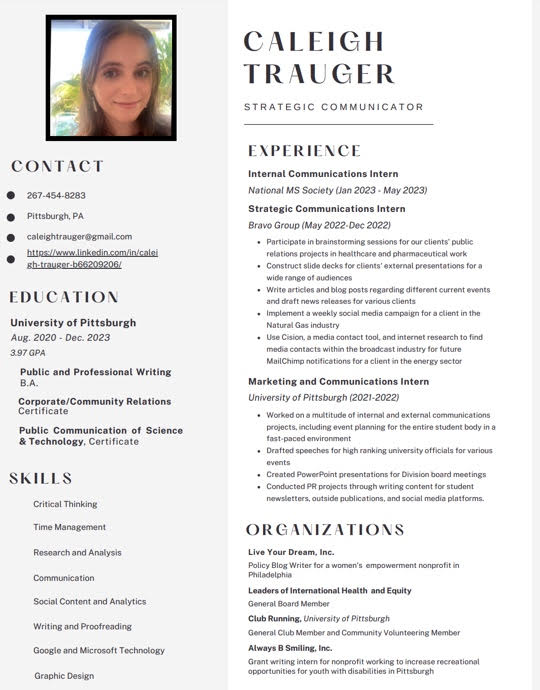 CONTACT
267-454-8283
Pittsburgh, PA
caleightrauger@gmail.com
https://www.linkedin.com/in/calei
gh-trauger-b66209206/
EDUCATION
University of Pittsburgh
Aug. 2020 - Dec. 2023
3.97 GPA
Public and Professional Writing
B.A.
Corporate/Community Relations
Certificate
Public Communication of Science
& Technology, Certificate
SKILLS
Critical Thinking
Time Management
Research and Analysis
Communication
Social Content and Analytics
Writing and Proofreading
Google and Microsoft Technology
Graphic Design
CALEIGH
TRAUGER
STRATEGIC COMMUNICATOR
EXPERIENCE
Internal Communications Intern
National MS Society (Jan 2023 - May 2023)
Strategic Communications Intern
Bravo Group (May 2022-Dec 2022)
Participate in brainstorming sessions for our clients' public
relations projects in healthcare and pharmaceutical work
Construct slide decks for clients' external presentations for a
wide range of audiences
Write articles and blog posts regarding different current events
and draft news releases for various clients
Implement a weekly social media campaign for a client in the
Natural Gas industry
Use Cision, a media contact tool, and internet research to find
media contacts within the broadcast industry for future
MailChimp notifications for a client in the energy sector
Marketing and Communications Intern
University of Pittsburgh (2021-2022)
Worked on a multitude of internal and external communications
projects, including event planning for the entire student body in a
fast-paced environment
Drafted speeches for high ranking university officials for various
events
Created PowerPoint presentations for Division board meetings
Conducted PR projects through writing content for student
newsletters, outside publications, and social media platforms.
ORGANIZATIONS
Live Your Dream, Inc.
Policy Blog Writer for a women's empowerment nonprofit in
Philadelphia
Leaders of International Health and Equity
General Board Member
Club Running, University of Pittsburgh
General Club Member and Community Volunteering Member
Always B Smiling, Inc.
Grant writing intern for nonprofit working to increase recreational
opportunities for youth with disabilities in Pittsburgh